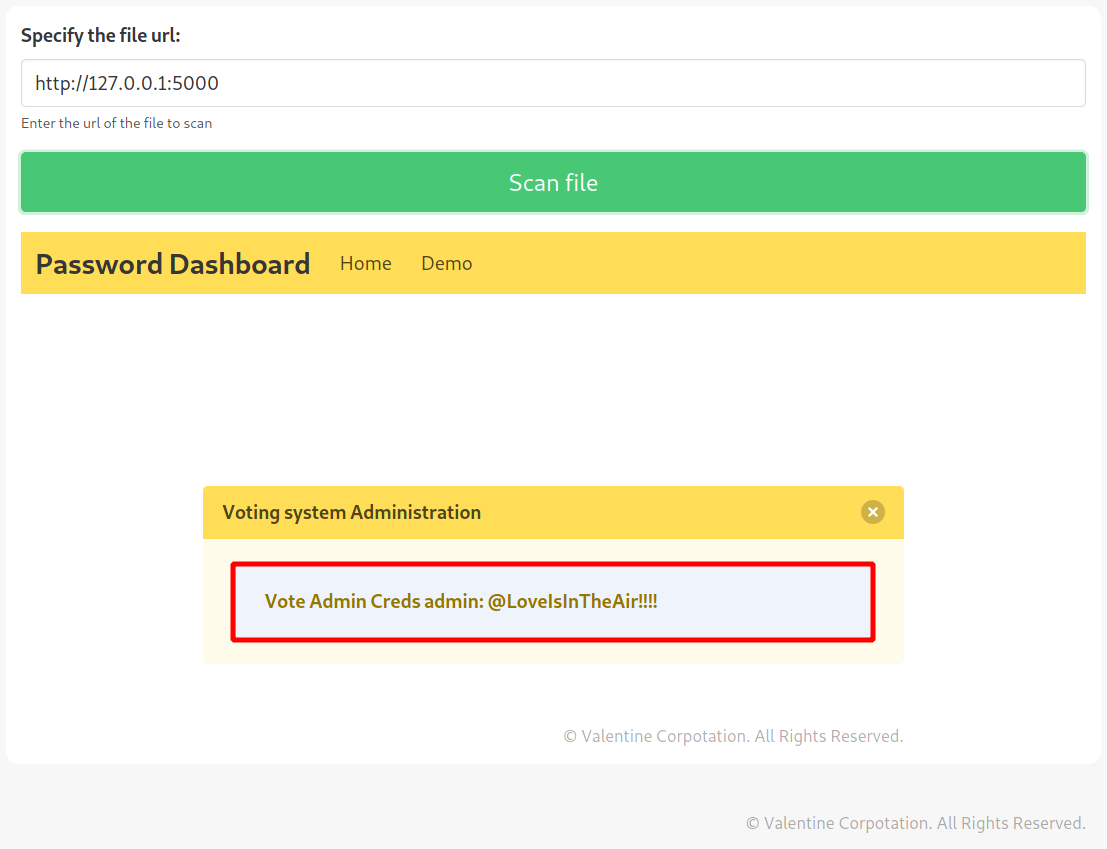 Specify the file url:
http://127.0.0.1:5000
Enter the url of the file to scan
Scan file
Password Dashboard Home Demo
Voting system Administration
Vote Admin Creds admin: @LoveIsInTheAir!!!!
© Valentine Corpotation. All Rights Reserved.
© Valentine Corpotation. All Rights Reserved.